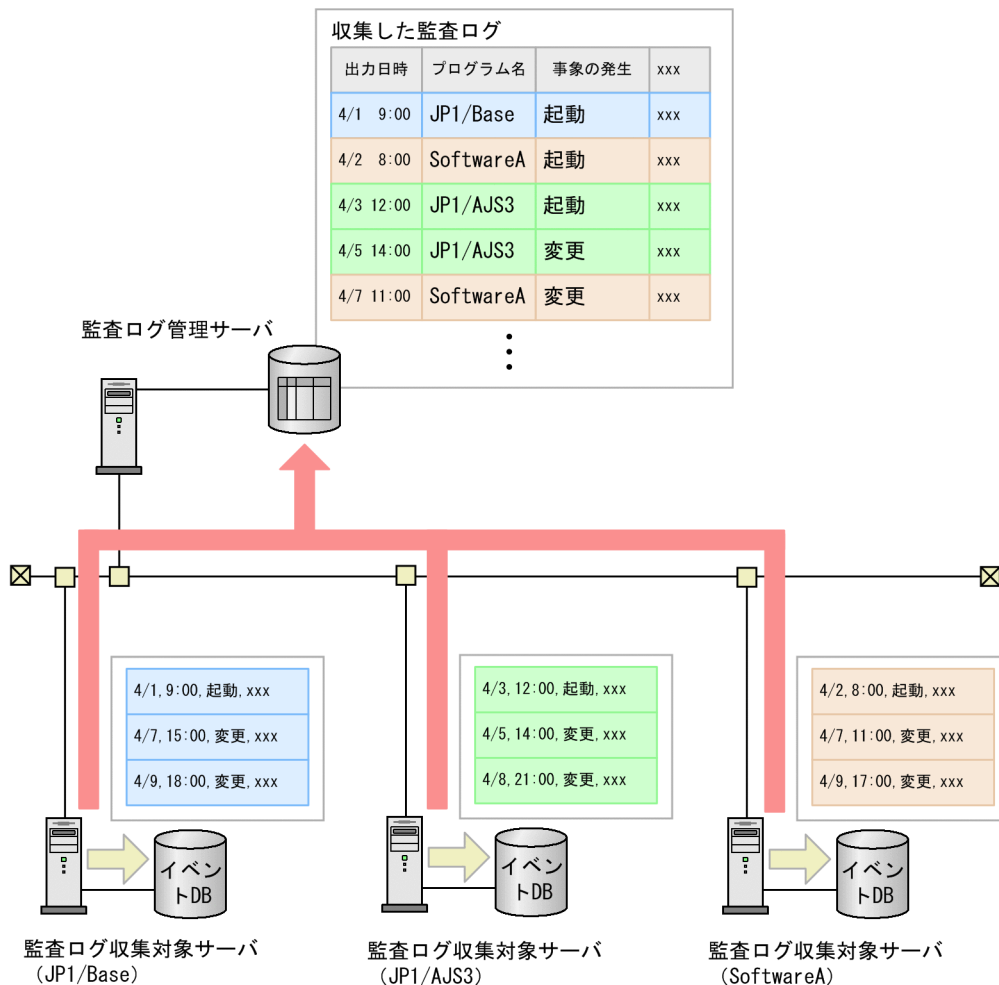 収集した監査ログ
出力日時 プログラム名 事象の発生 xxx
4/1 9:00 JP1/Base 起動 xxx
4/2 8:00 SoftwareA 起動 xxx
4/3 12:00 JP1/AJS3 起動 xxx
4/5 14:00 JP1/AJS3 変更 xxx
4/7 11:00 SoftwareA 変更 xxx
監査ログ管理サーバ
4/1,9:00,起動,xxx
4/7,15:00,変更,xxx
4/9,18:00,変更,xxx
4/3,12:00,起動,xxx
4/5,14:00,変更,xxx
4/8,21:00,変更,xxx
4/2,8:00,起動,xxx
4/7,11:00,変更,xxx
4/9,17:00,変更,xxx
イベン
トDB
イベン
トDB
イベン
トDB
監査ログ収集対象サーバ
(JP1/Base)
監査ログ収集対象サーバ
(JP1/AJS3)
監査ログ収集対象サーバ
(SoftwareA)